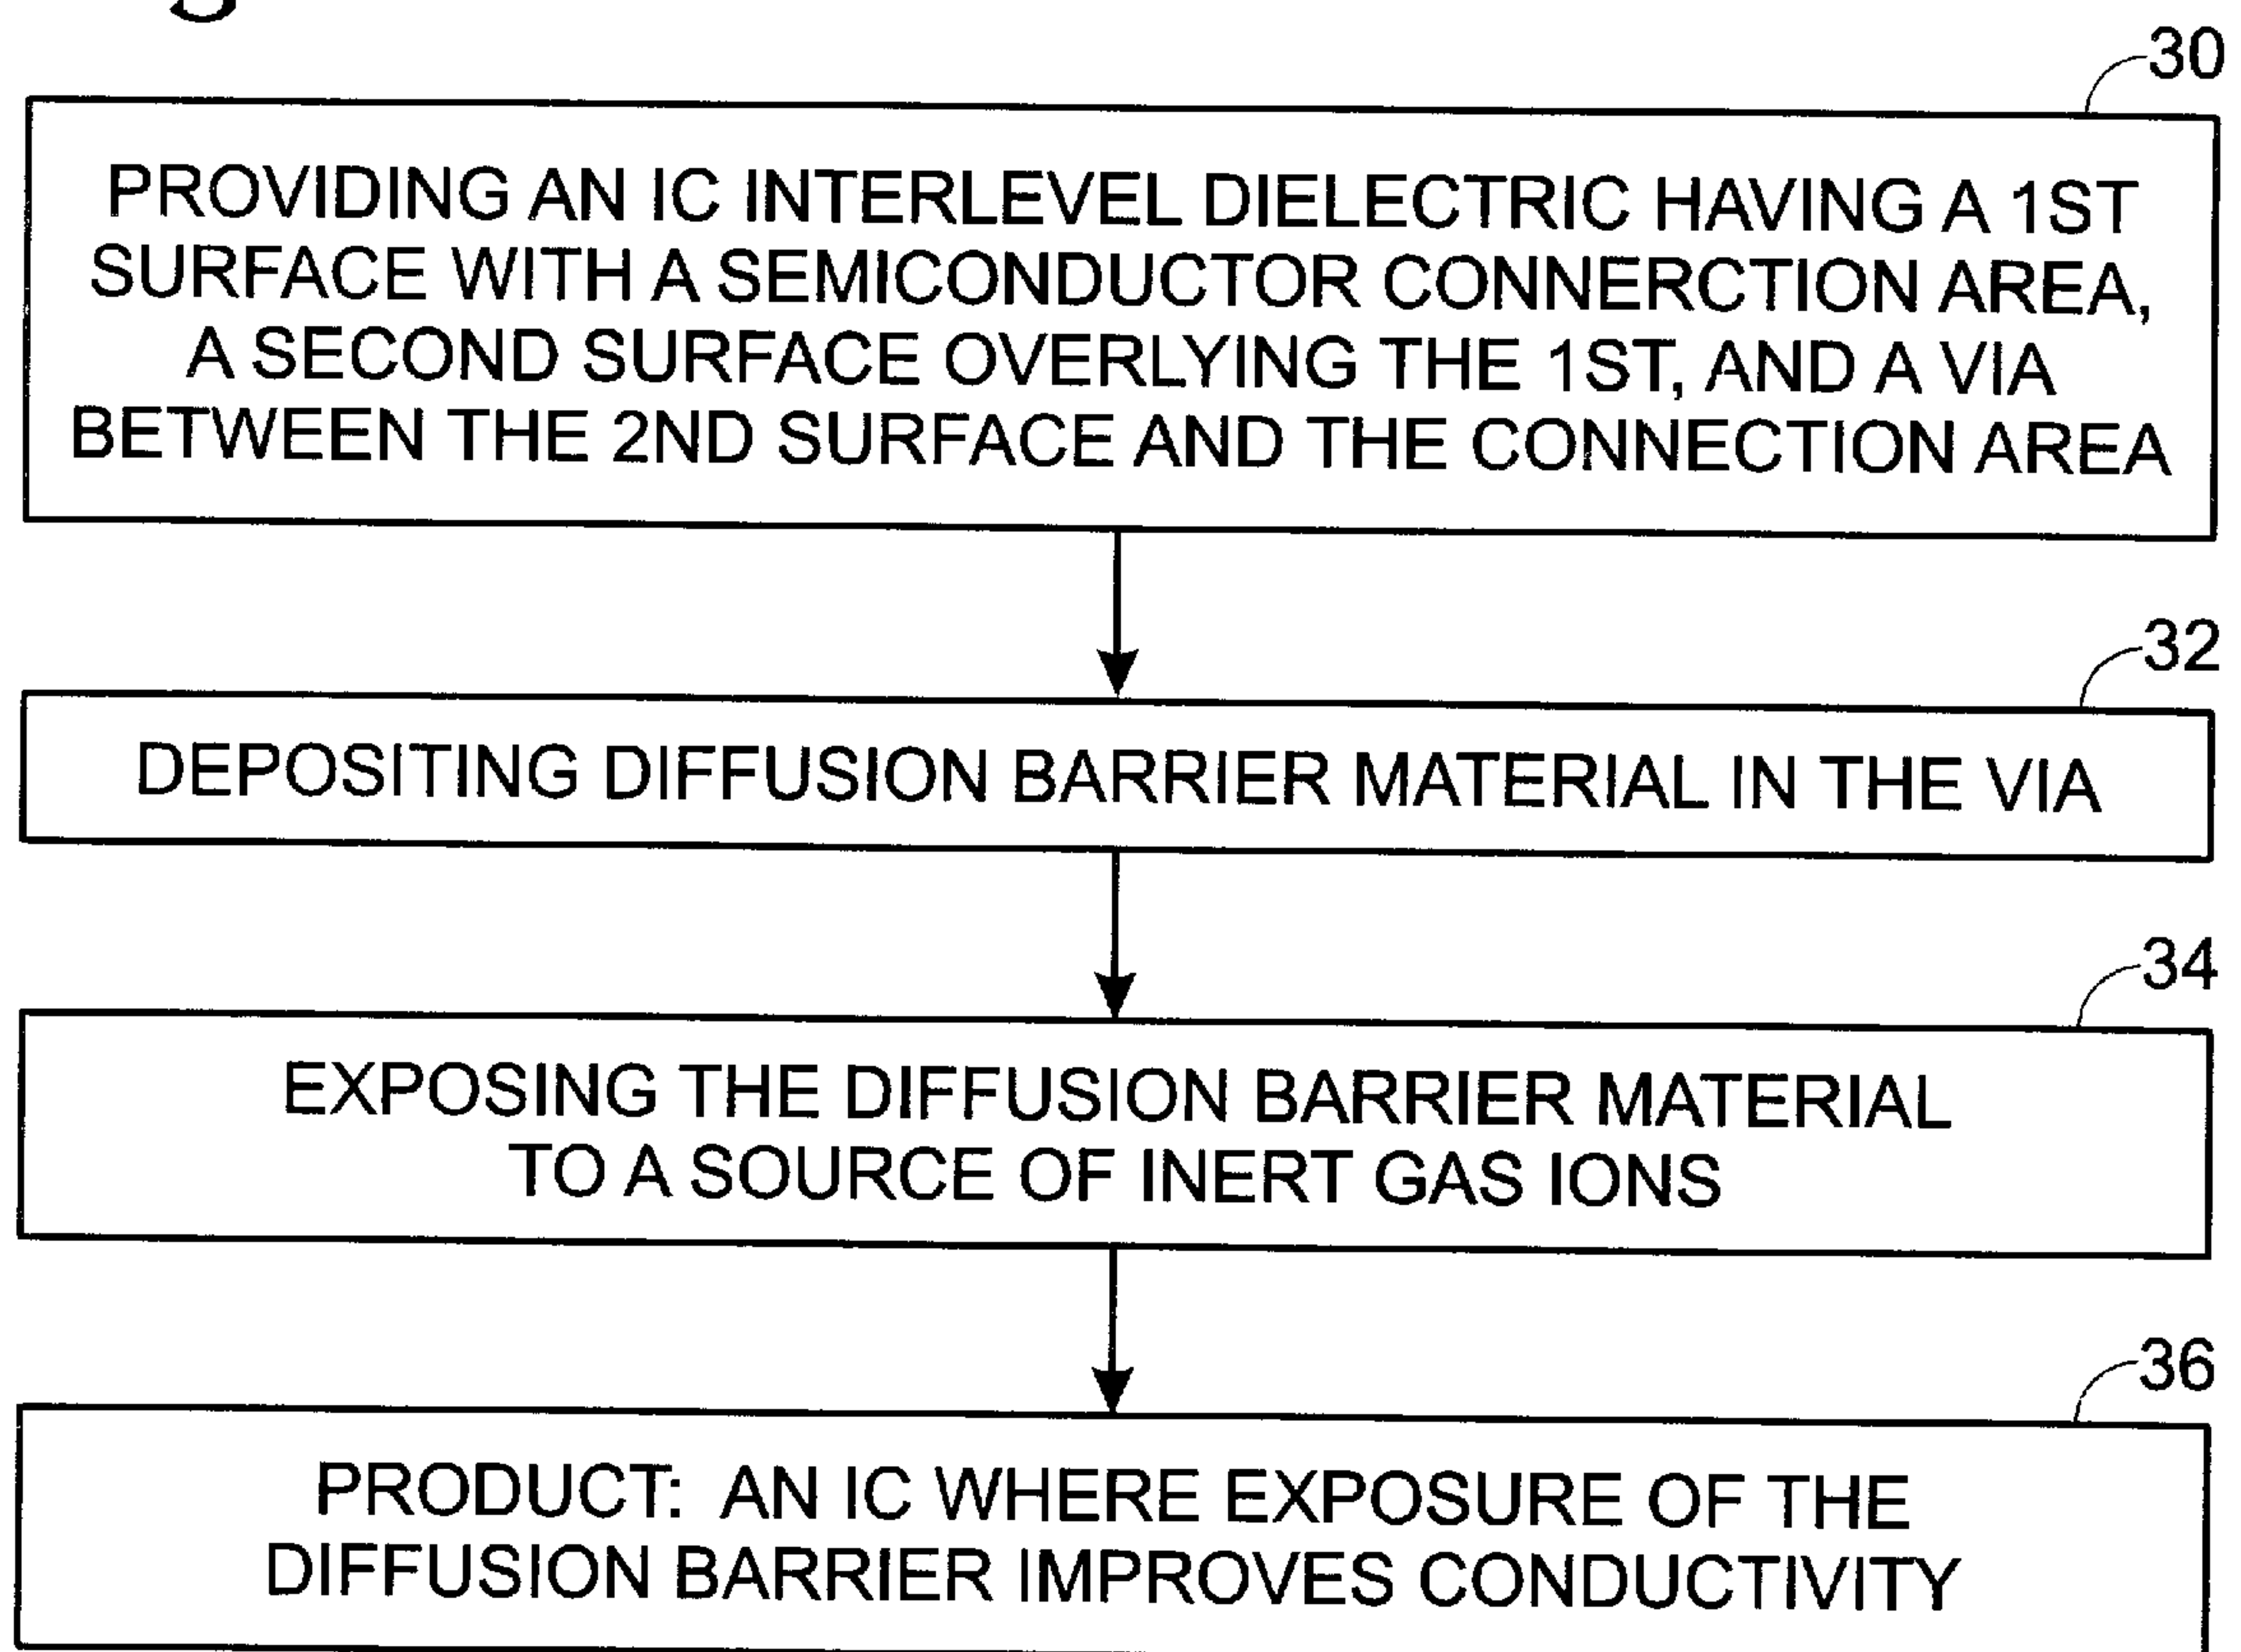 30
PROVIDING AN IC INTERLEVEL DIELECTRIC HAVING A 1ST
SURFACE WITH A SEMICONDUCTOR CONNERCTION AREA,
A SECOND SURFACE OVERLYING THE 1ST, AND A VIA
BETWEEN THE 2ND SURFACE AND THE CONNECTION AREA
32
DEPOSITING DIFFUSION BARRIER MATERIAL IN THE VIA
34
EXPOSING THE DIFFUSION BARRIER MATERIAL
TO A SOURCE OF INERT GAS IONS
36
PRODUCT: AN IC WHERE EXPOSURE OF THE
DIFFUSION BARRIER IMPROVES CONDUCTIVITY